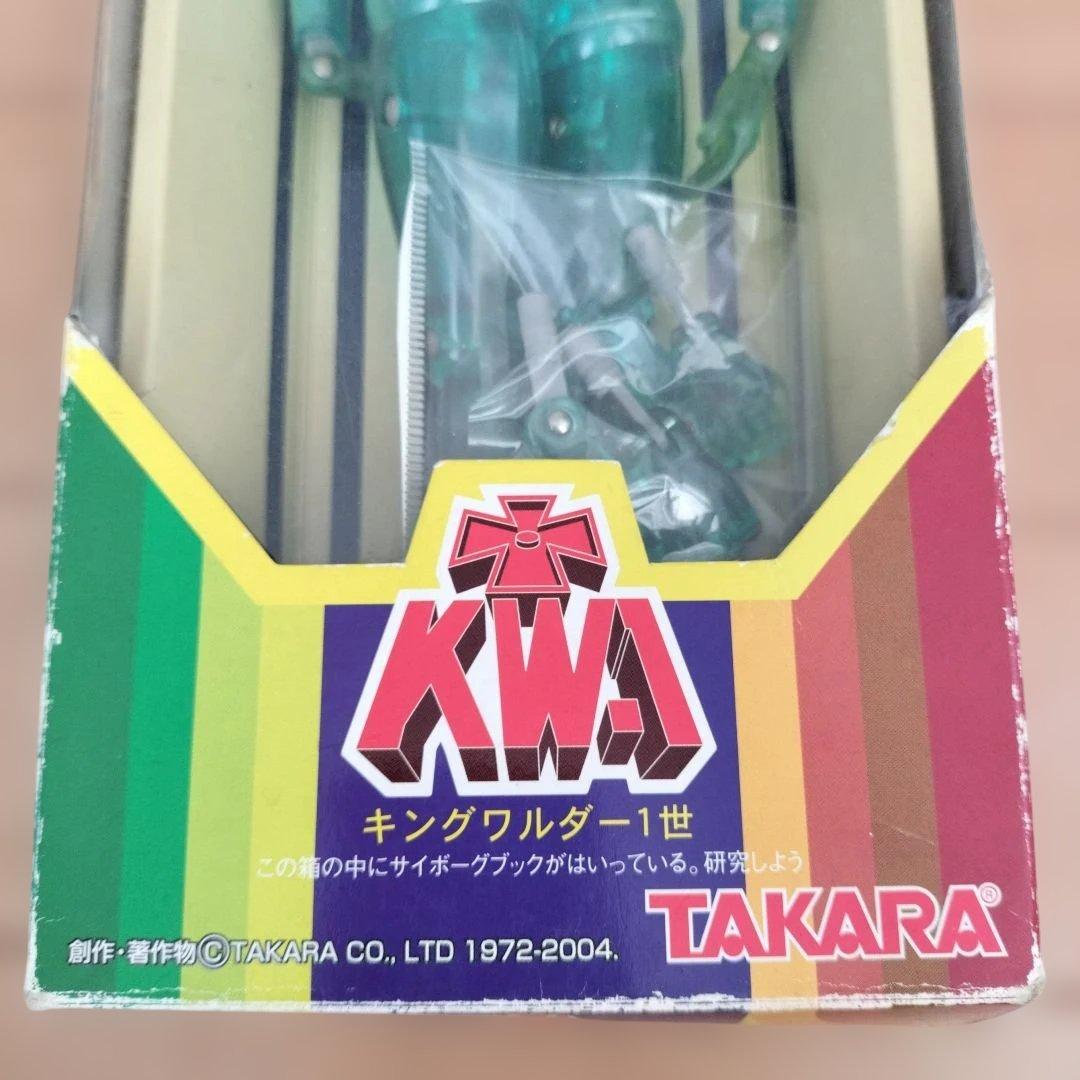 KW.1
キングワルダー1世
この箱の中にサイボーグブックがはいっている。研究しよう
TAKARA®
創作・著作物©TAKARA CO., LTD 1972-2004.